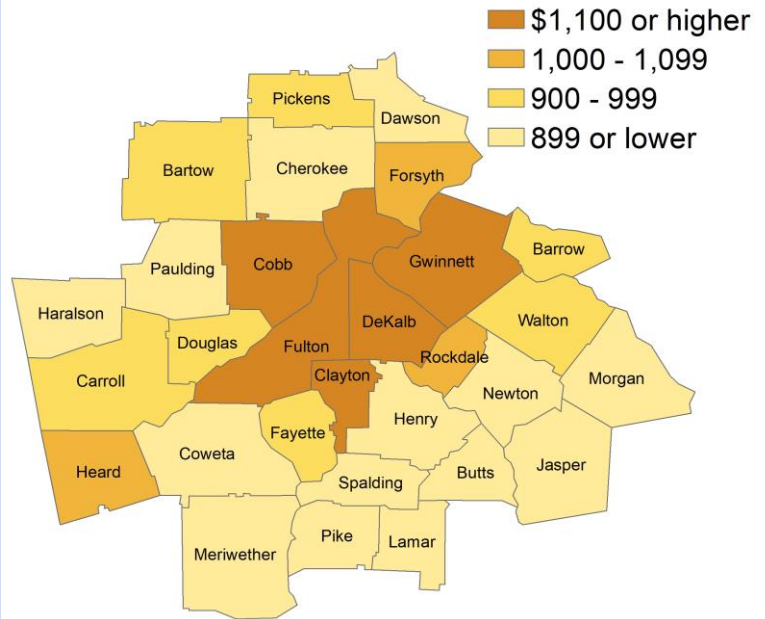 $1,100 or higher
1,000 - 1,099
900 - 999
899 or lower
Pickens
Dawson
Bartow
Cherokee
Forsyth
Paulding
Cobb
Gwinnett
Barrow
Haralson
Douglas
Fulton
DeKalb
Walton
Carroll
Clayton
Rockdale
Newton
Morgan
Heard
Coweta
Fayette
Henry
Spalding
Butts
Jasper
Meriwether
Pike
Lamar